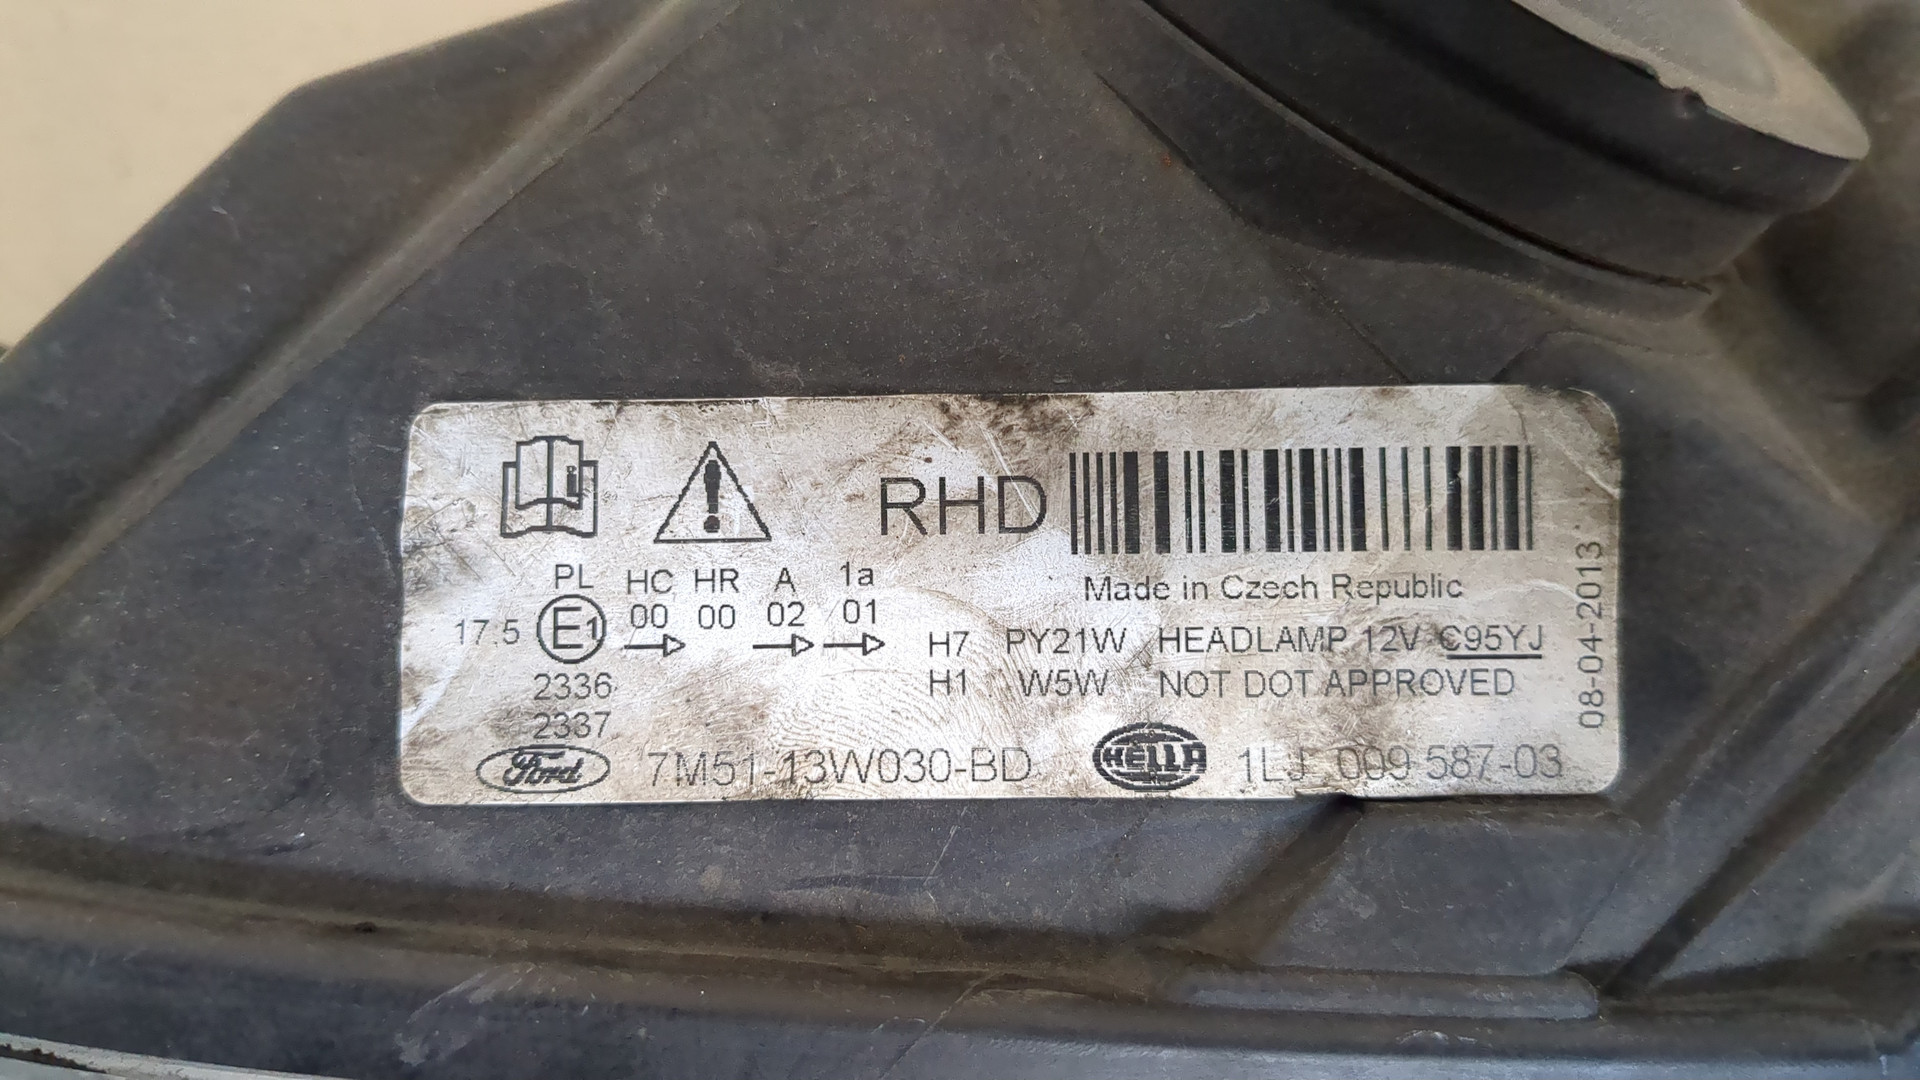 RHD
Made in Czech Republic
08-04-2013
PL HC HR A 1a
17.5 E1 00 00 02 01
H7 PY21W HEADLAMP 12V C95YJ
H1 W5W NOT DOT APPROVED
2336
2337
Ford 7M51-13W030-BD HELLA 1LJ 009 587-03